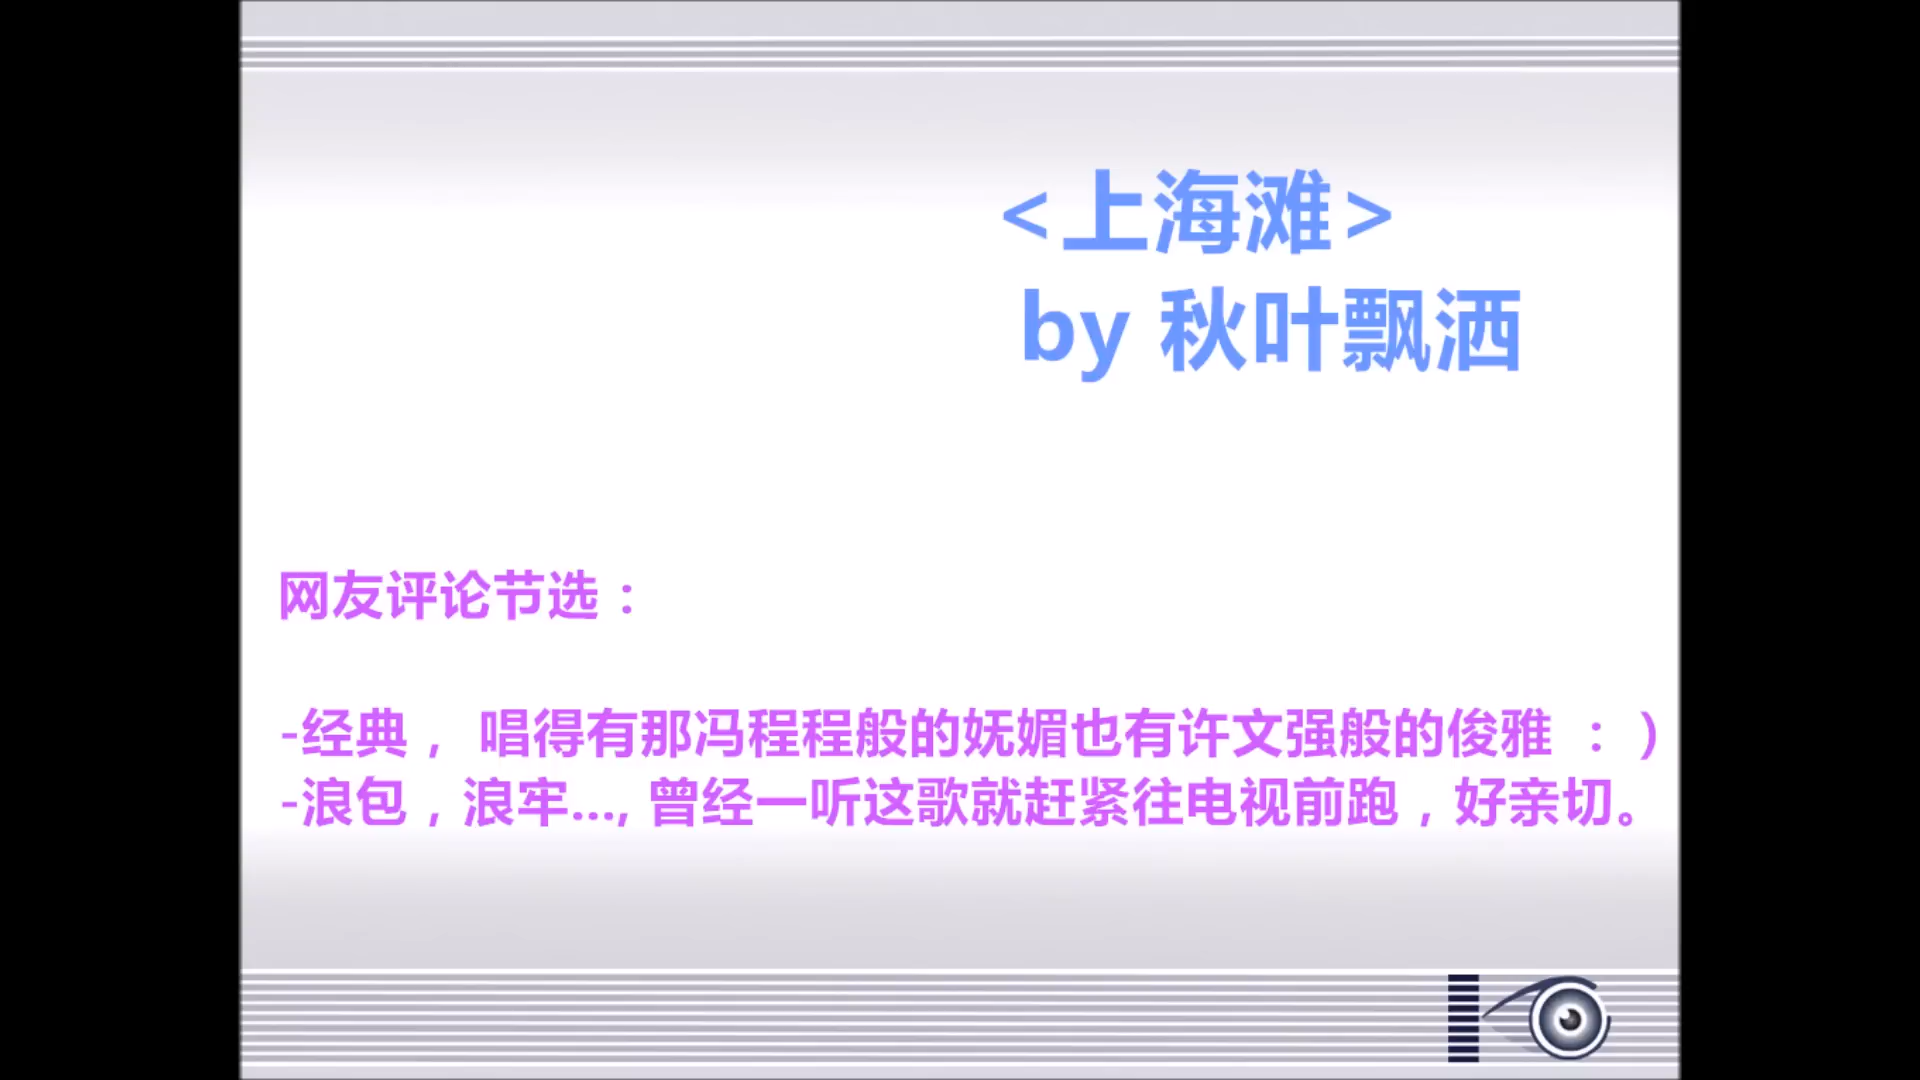 <上海滩>
by 秋叶飘洒
网友评论节选：
-经典， 唱得有那冯程程般的妩媚也有许文强般的俊雅 ：）
-浪包，浪牢..., 曾经一听这歌就赶紧往电视前跑，好亲切。